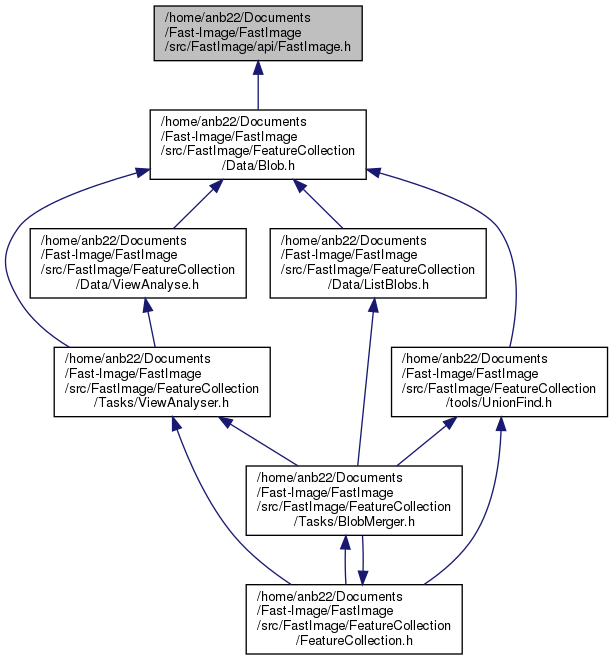 /home/anb22/Documents
/Fast-Image/FastImage
/src/FastImage/api/FastImage.h
/home/anb22/Documents
/Fast-Image/FastImage
/src/FastImage/FeatureCollection
/Data/Blob.h
/home/anb22/Documents
/Fast-Image/FastImage
/src/FastImage/FeatureCollection
/Data/ViewAnalyse.h
/home/anb22/Documents
/Fast-Image/FastImage
/src/FastImage/FeatureCollection
/Data/ListBlobs.h
/home/anb22/Documents
/Fast-Image/FastImage
/src/FastImage/FeatureCollection
/Tasks/ViewAnalyser.h
/home/anb22/Documents
/Fast-Image/FastImage
/src/FastImage/FeatureCollection
/tools/UnionFind.h
/home/anb22/Documents
/Fast-Image/FastImage
/src/FastImage/FeatureCollection
/Tasks/BlobMerger.h
/home/anb22/Documents
/Fast-Image/FastImage
/src/FastImage/FeatureCollection
/FeatureCollection.h